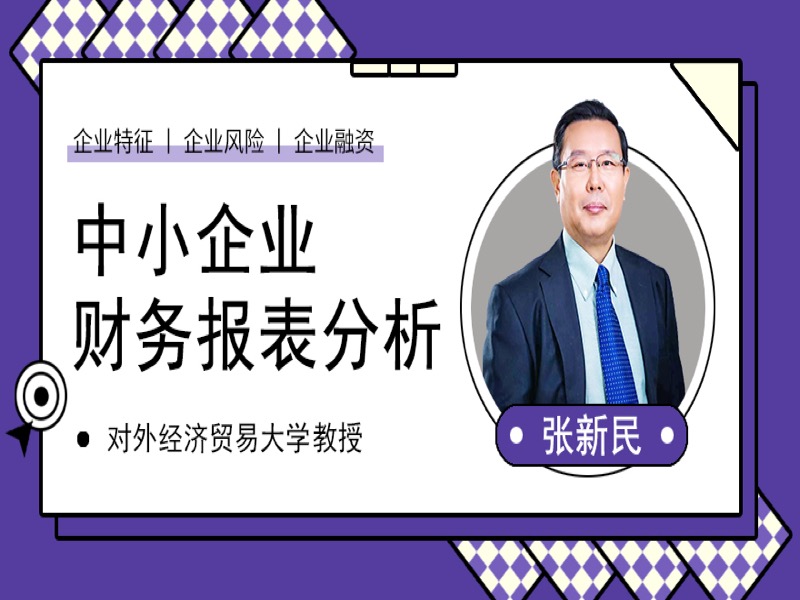 企业特征 | 企业风险 | 企业融资
中小企业
财务报表分析
● 对外经济贸易大学教授
张新民